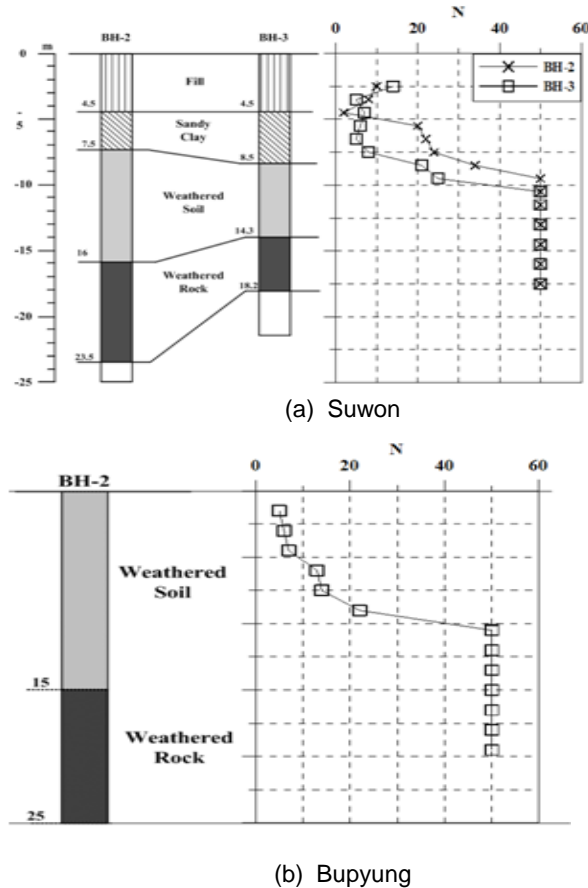 N
m BH-2 BH-3 0 20 40 60
0
BH-2
BH-3
Fill
4.5 4.5
5
Sandy
Clay
7.5
8.5
-10
Weathered
Soil
14.3
-15
16
Weathered
Rock
18.2
-20
23.5
-25
(a) Suwon
N
BH-2 0 20 40 60
Weathered
Soil
15
Weathered
Rock
25
(b) Bupyung